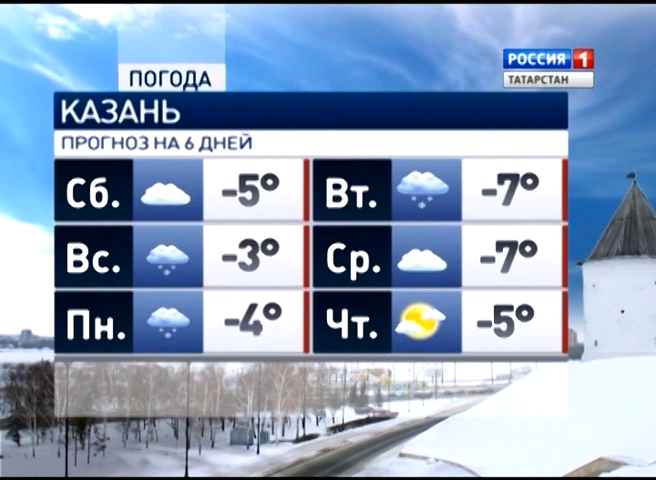 ПОГОДА
РОССИЯ 1
ТАТАРСТАН
КАЗАНЬ
ПРОГНОЗ НА 6 ДНЕЙ
Сб. -5°
Вс. -3°
Пн. -4°
Вт. -7°
Ср. -7°
Чт. -5°